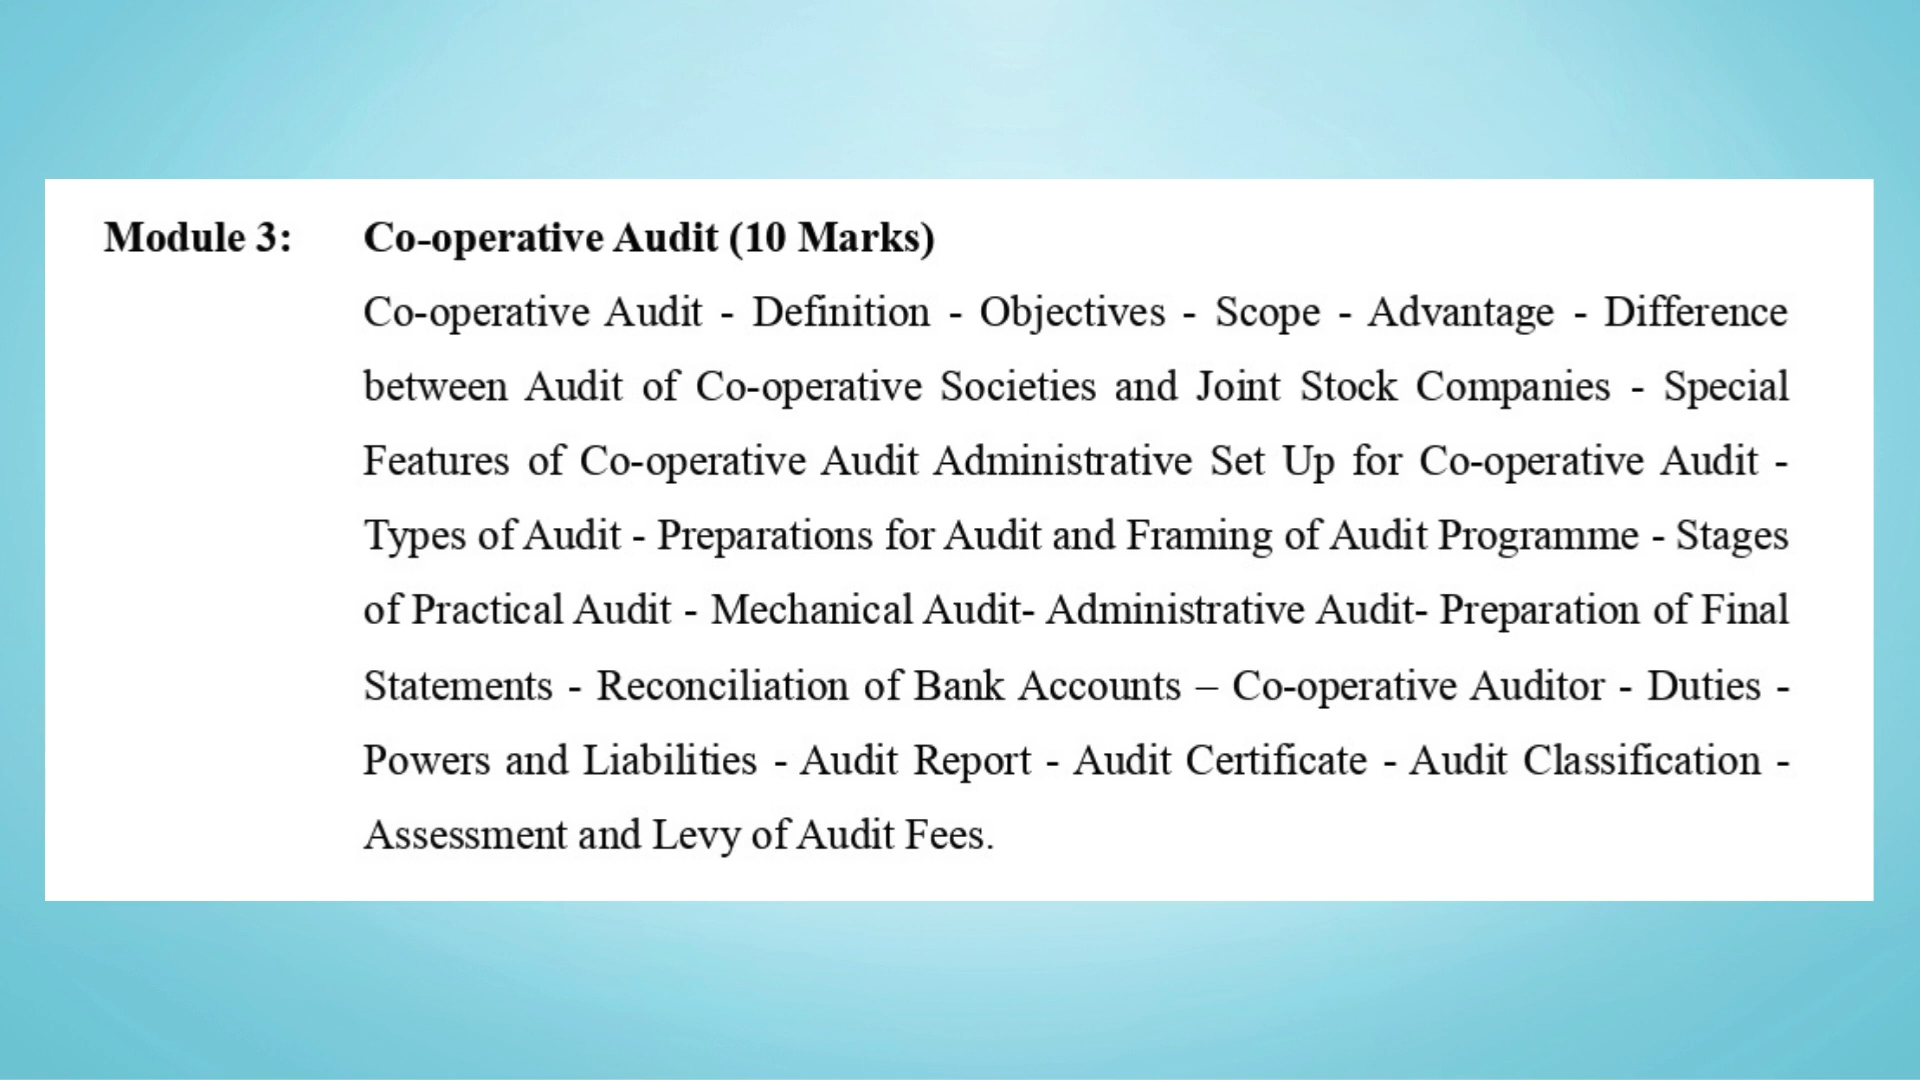 Module 3: Co-operative Audit (10 Marks)
Co-operative Audit - Definition - Objectives - Scope - Advantage - Difference
between Audit of Co-operative Societies and Joint Stock Companies - Special
Features of Co-operative Audit Administrative Set Up for Co-operative Audit -
Types of Audit - Preparations for Audit and Framing of Audit Programme - Stages
of Practical Audit - Mechanical Audit- Administrative Audit- Preparation of Final
Statements - Reconciliation of Bank Accounts – Co-operative Auditor - Duties -
Powers and Liabilities - Audit Report - Audit Certificate - Audit Classification -
Assessment and Levy of Audit Fees.